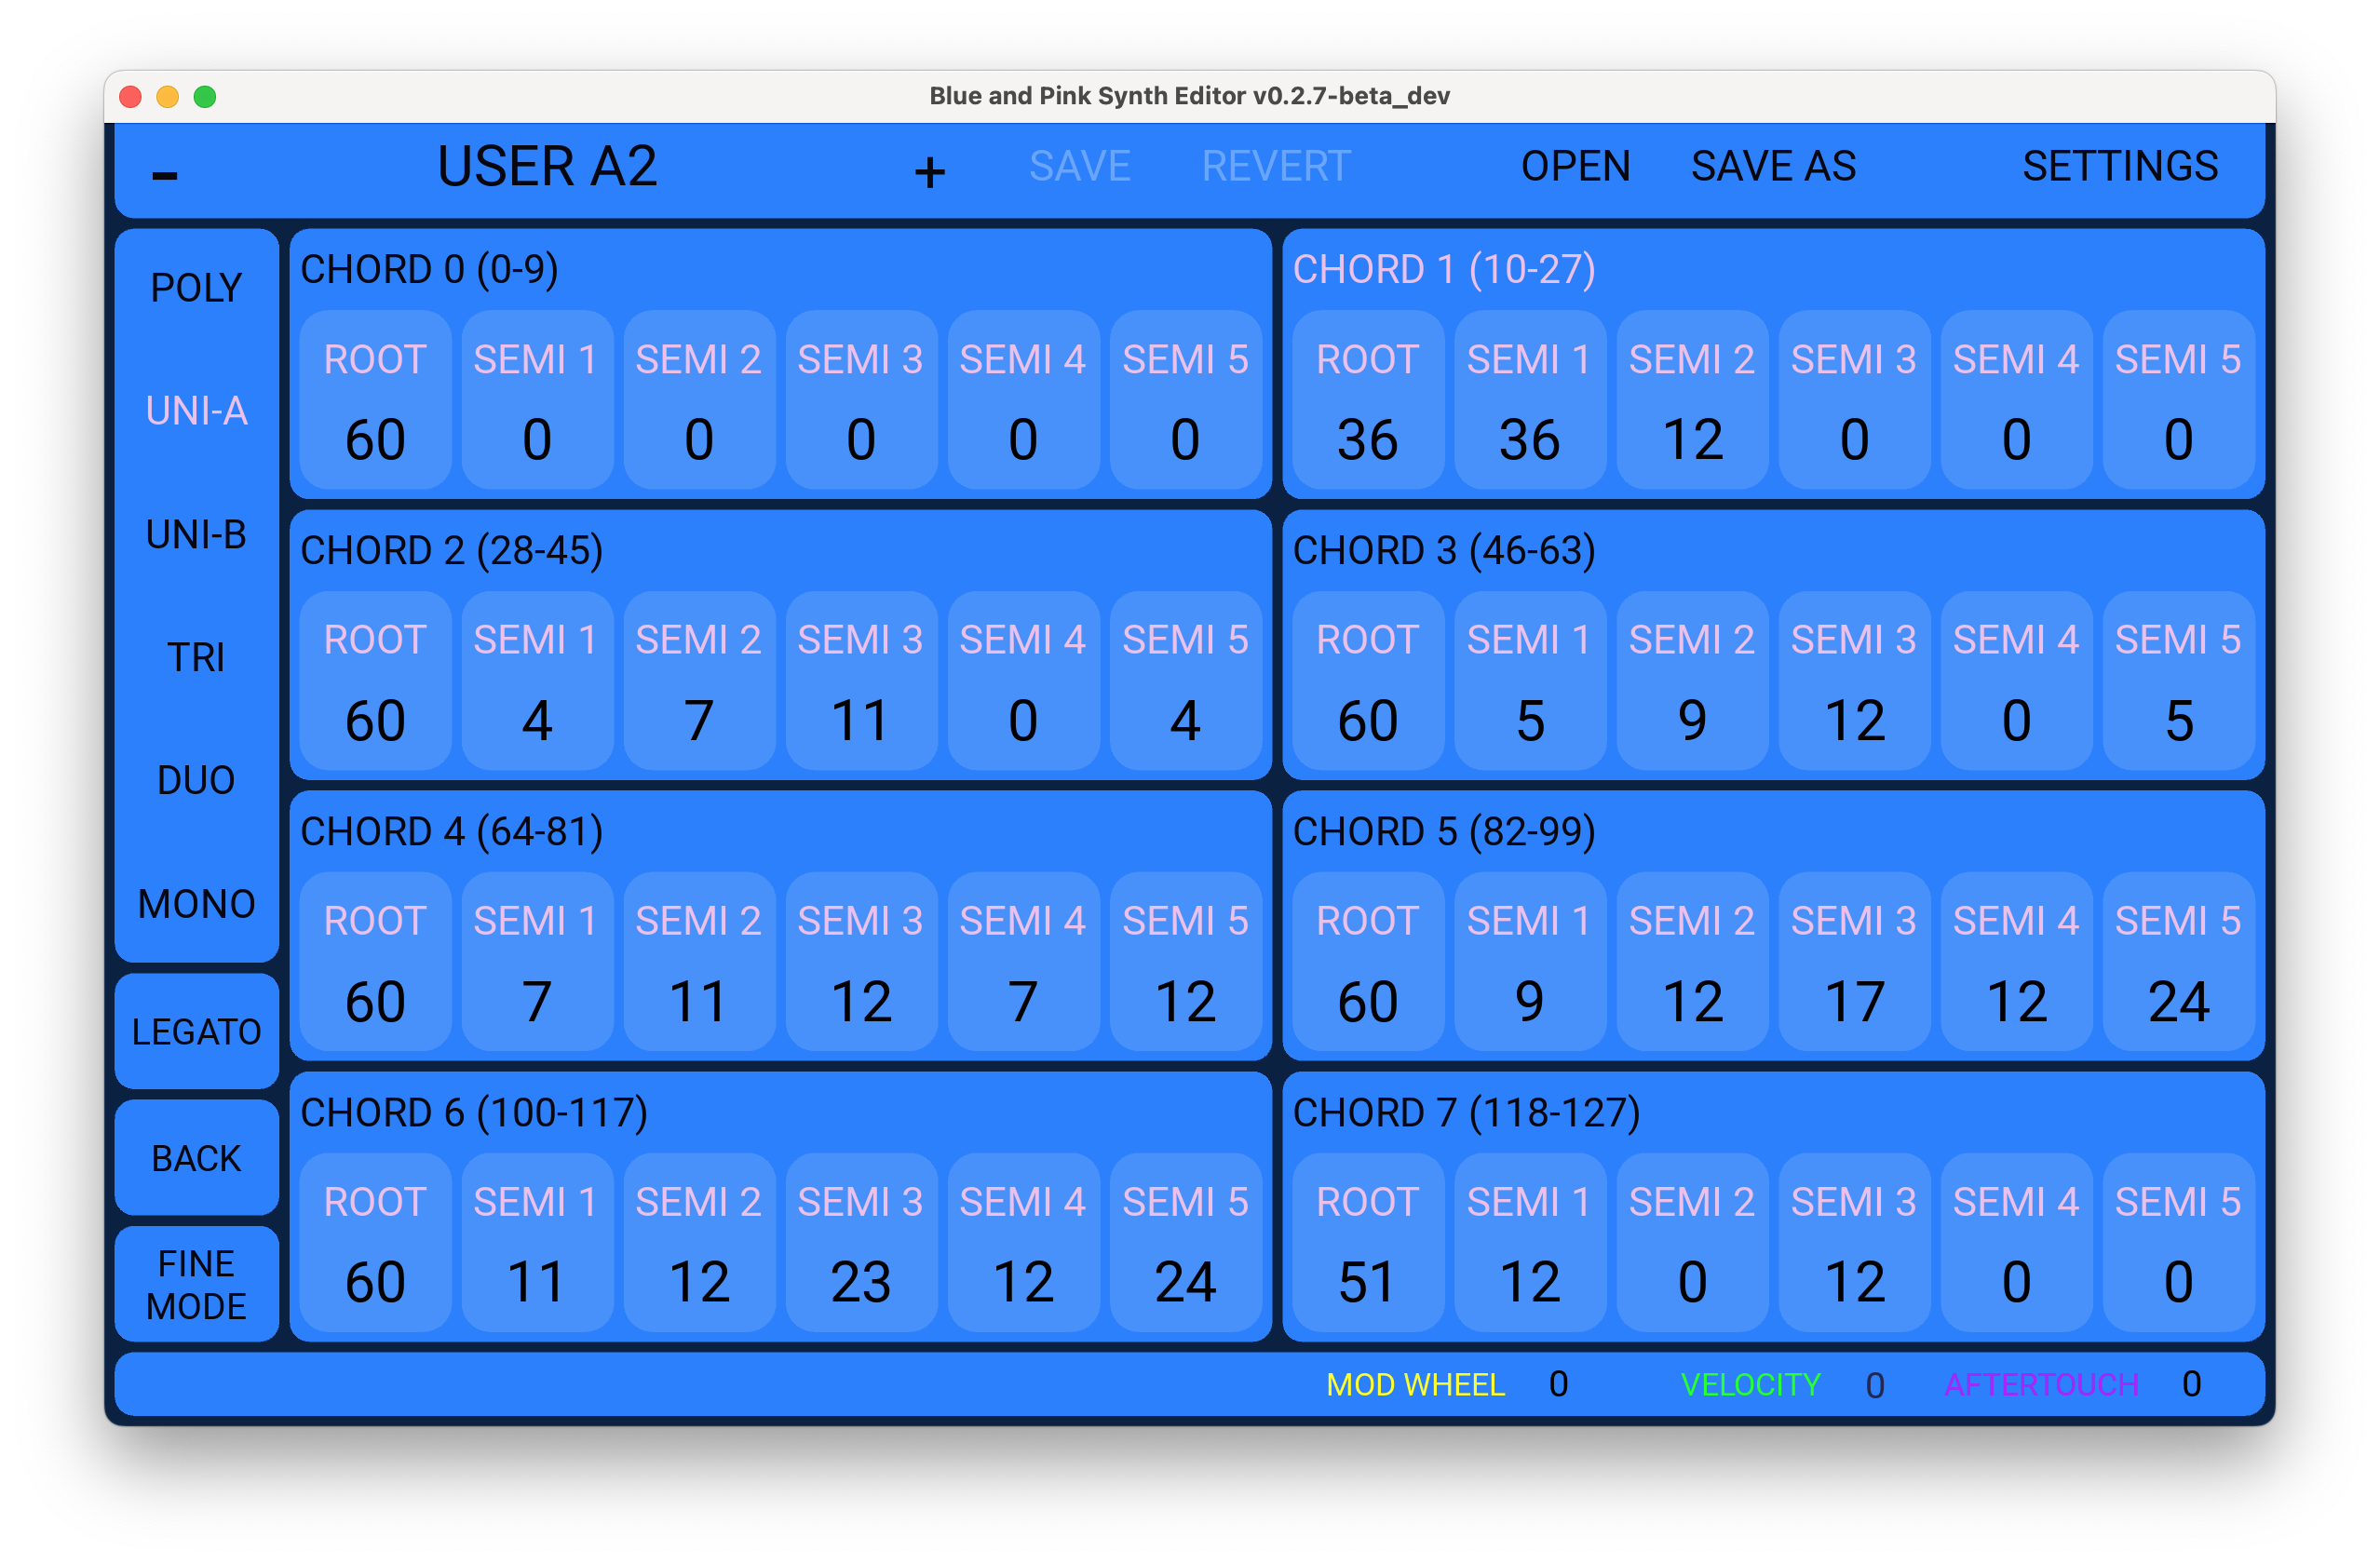 Blue and Pink Synth Editor v0.2.7-beta_dev
- USER A2 + SAVE REVERT OPEN SAVE AS SETTINGS
POLY
UNI-A
UNI-B
TRI
DUO
MONO
LEGATO
BACK
FINE
MODE
CHORD 0 (0-9)
ROOT SEMI 1 SEMI 2 SEMI 3 SEMI 4 SEMI 5
60 0 0 0 0 0
CHORD 1 (10-27)
ROOT SEMI 1 SEMI 2 SEMI 3 SEMI 4 SEMI 5
36 36 12 0 0 0
CHORD 2 (28-45)
ROOT SEMI 1 SEMI 2 SEMI 3 SEMI 4 SEMI 5
60 4 7 11 0 4
CHORD 3 (46-63)
ROOT SEMI 1 SEMI 2 SEMI 3 SEMI 4 SEMI 5
60 5 9 12 0 5
CHORD 4 (64-81)
ROOT SEMI 1 SEMI 2 SEMI 3 SEMI 4 SEMI 5
60 7 11 12 7 12
CHORD 5 (82-99)
ROOT SEMI 1 SEMI 2 SEMI 3 SEMI 4 SEMI 5
60 9 12 17 12 24
CHORD 6 (100-117)
ROOT SEMI 1 SEMI 2 SEMI 3 SEMI 4 SEMI 5
60 11 12 23 12 24
CHORD 7 (118-127)
ROOT SEMI 1 SEMI 2 SEMI 3 SEMI 4 SEMI 5
51 12 0 12 0 0
MOD WHEEL 0 VELOCITY 0 AFTERTOUCH 0